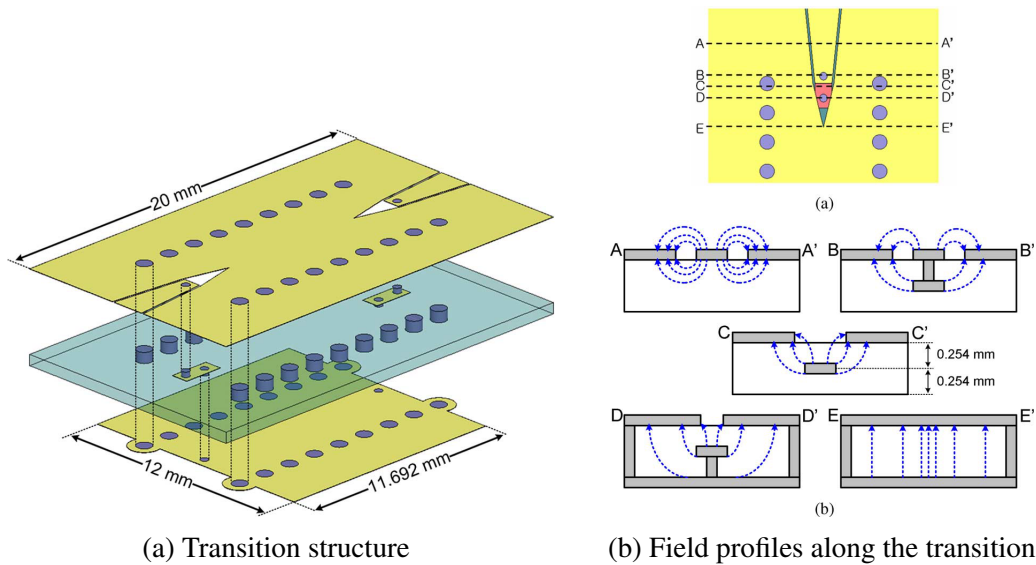 20 mm
12 mm
11.692 mm
(a) Transition structure
A A'
B B'
C C'
D D'
E E'
(a)
A A' B B'
C C'
0.254 mm
0.254 mm
D D' E E'
(b)
(b) Field profiles along the transition